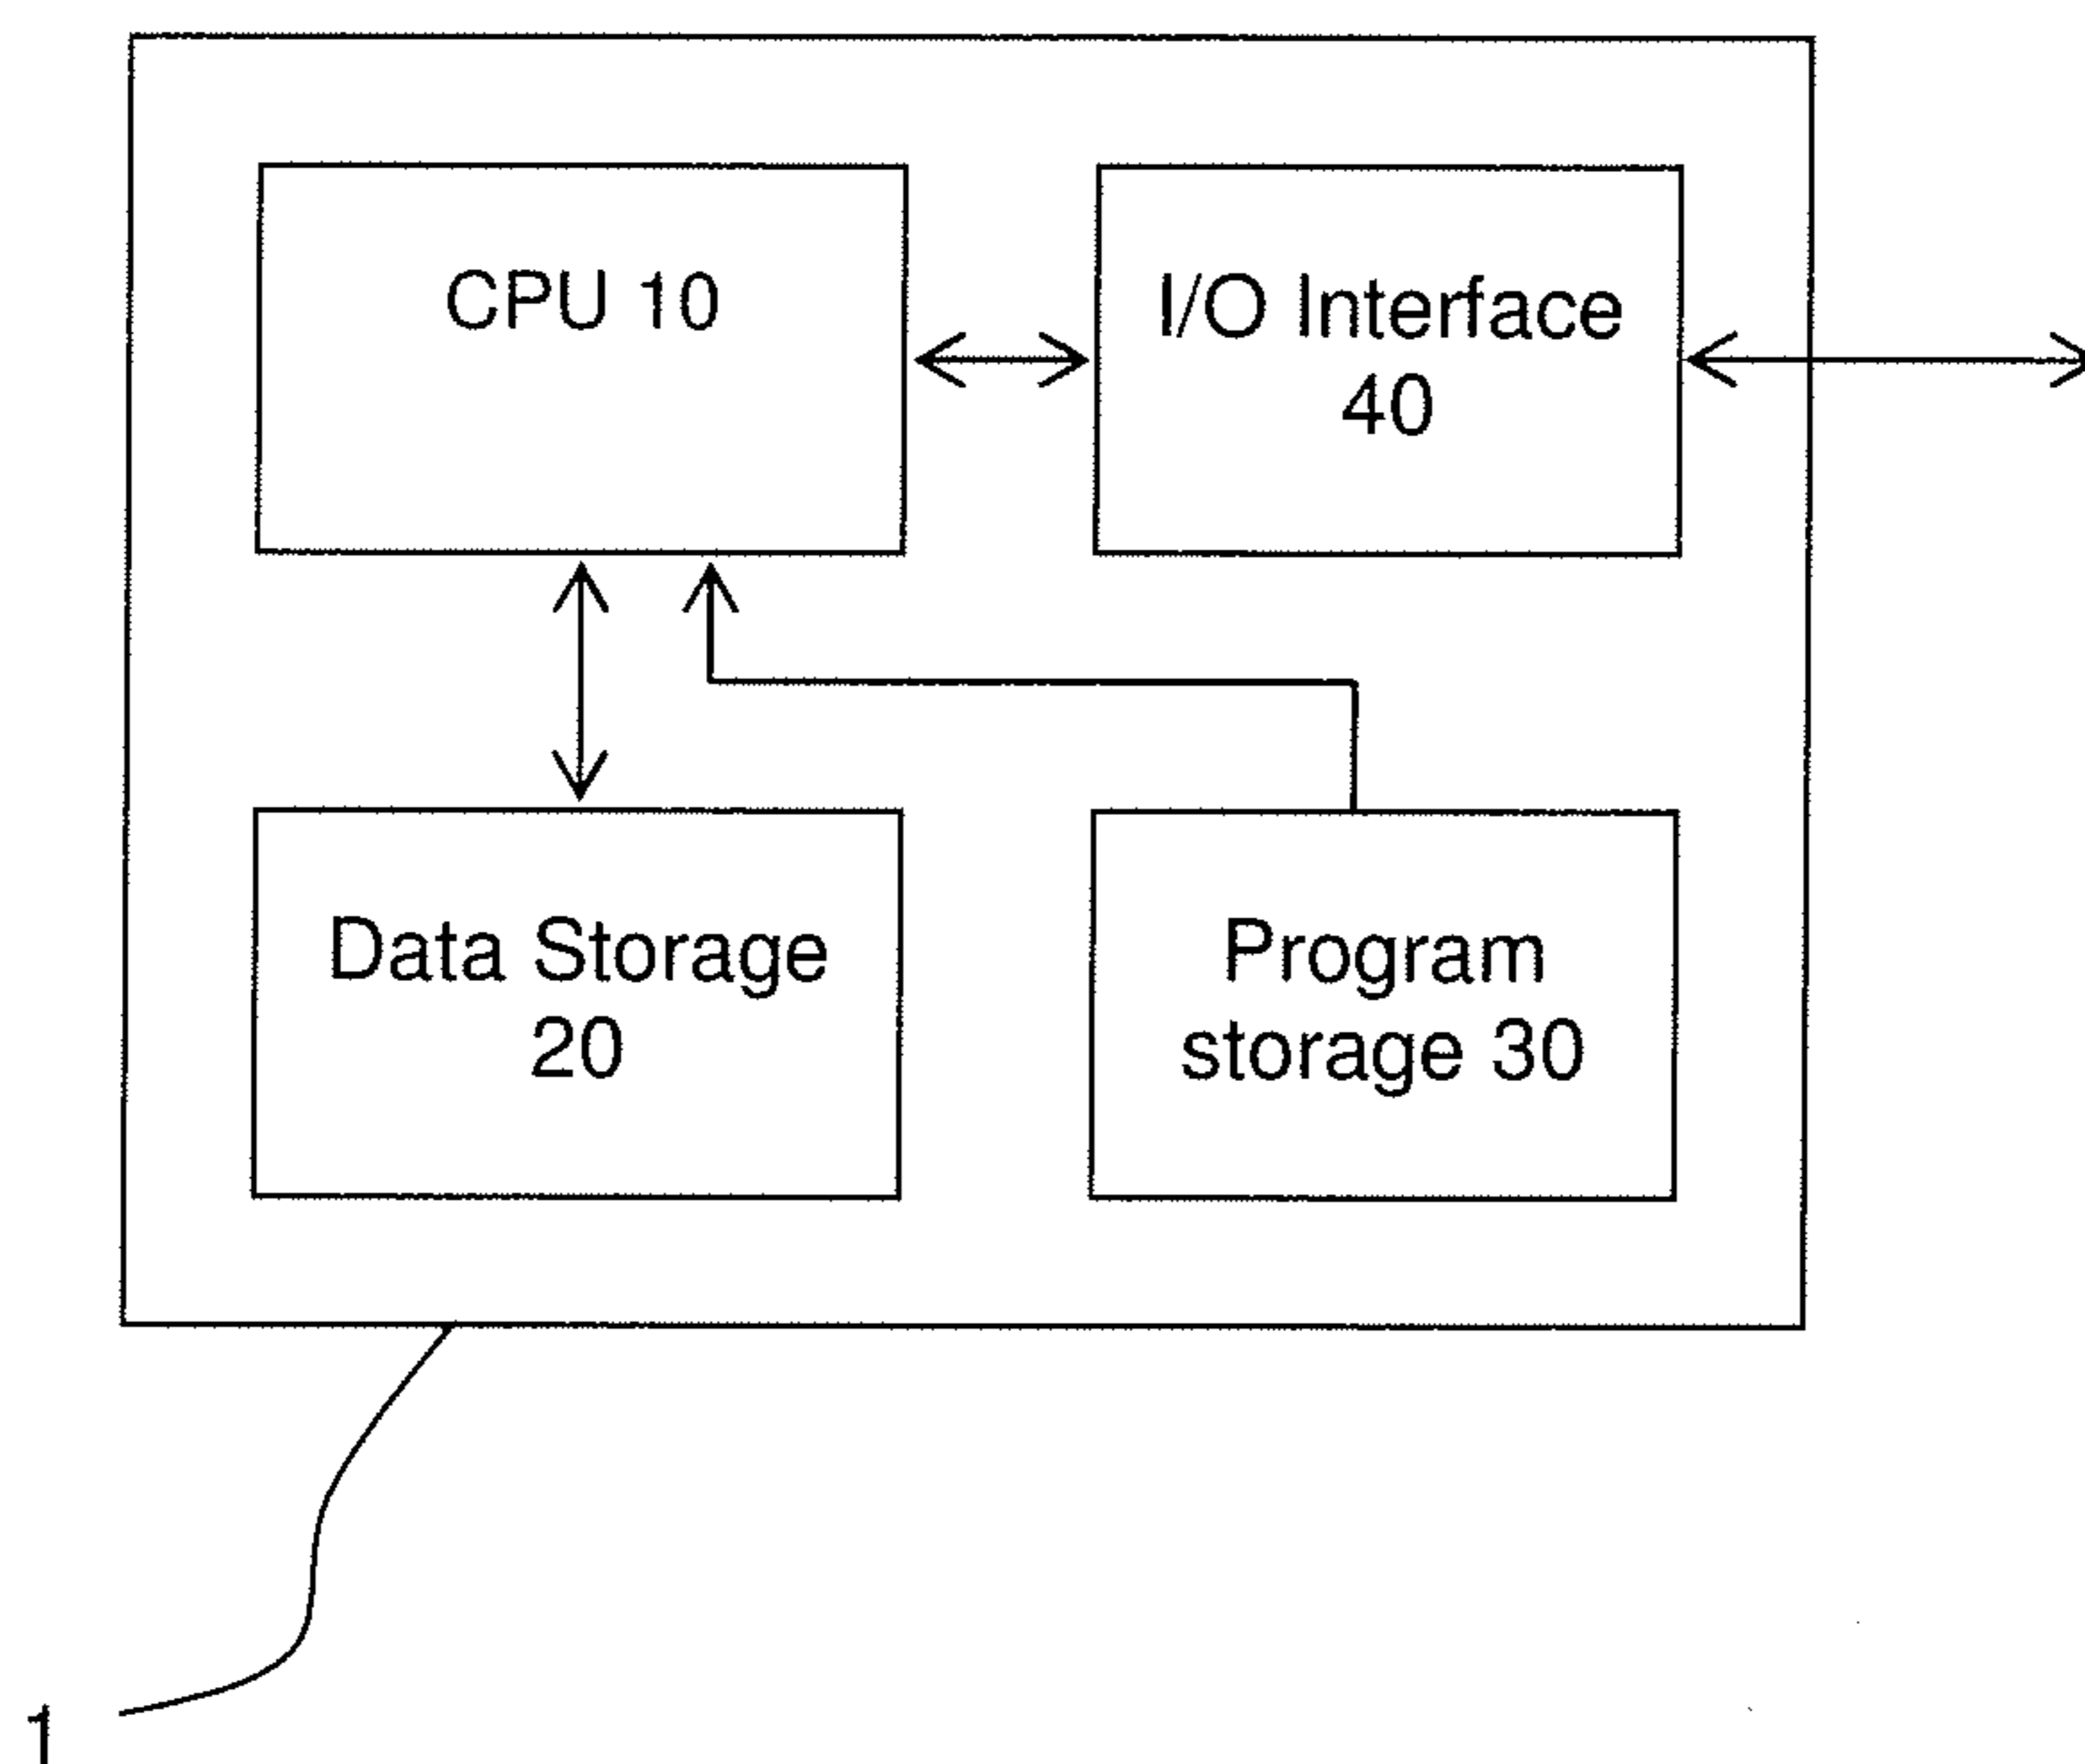 CPU 10
I/O Interface
40
Data Storage
20
Program
storage 30
1